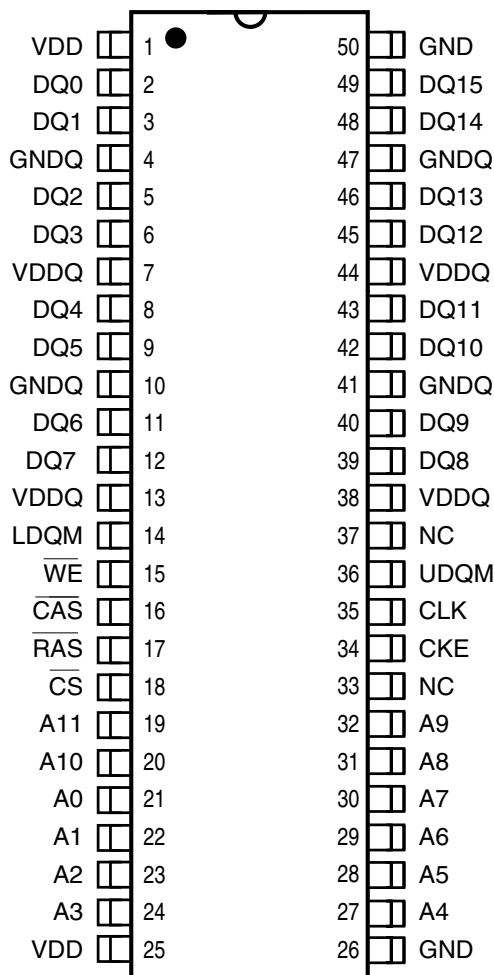 VDD 1 50 GND
DQ0 2 49 DQ15
DQ1 3 48 DQ14
GNDQ 4 47 GNDQ
DQ2 5 46 DQ13
DQ3 6 45 DQ12
VDDQ 7 44 VDDQ
DQ4 8 43 DQ11
DQ5 9 42 DQ10
GNDQ 10 41 GNDQ
DQ6 11 40 DQ9
DQ7 12 39 DQ8
VDDQ 13 38 VDDQ
LDQM 14 37 NC
W̅E̅ 15 36 UDQM
C̅A̅S̅ 16 35 CLK
R̅A̅S̅ 17 34 CKE
C̅S̅ 18 33 NC
A11 19 32 A9
A10 20 31 A8
A0 21 30 A7
A1 22 29 A6
A2 23 28 A5
A3 24 27 A4
VDD 25 26 GND